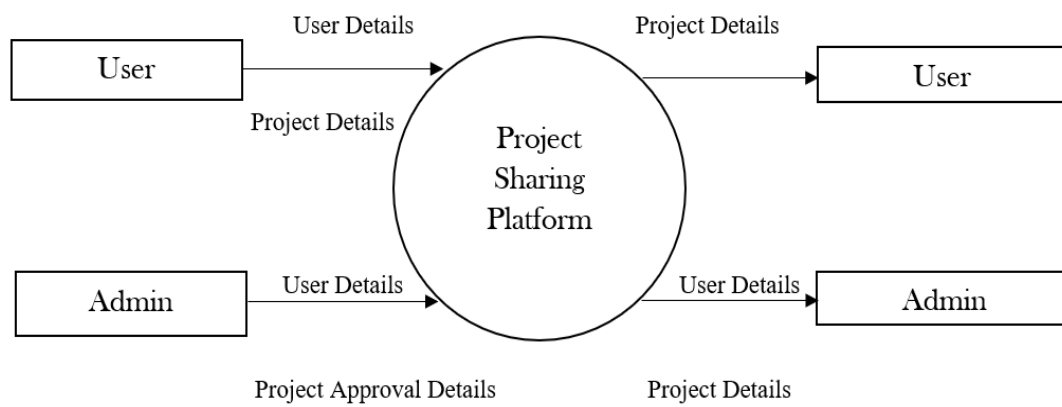 User Details
Project Details
User
User
Project Details
Project
Sharing
Platform
Admin
User Details
User Details
Admin
Project Approval Details
Project Details